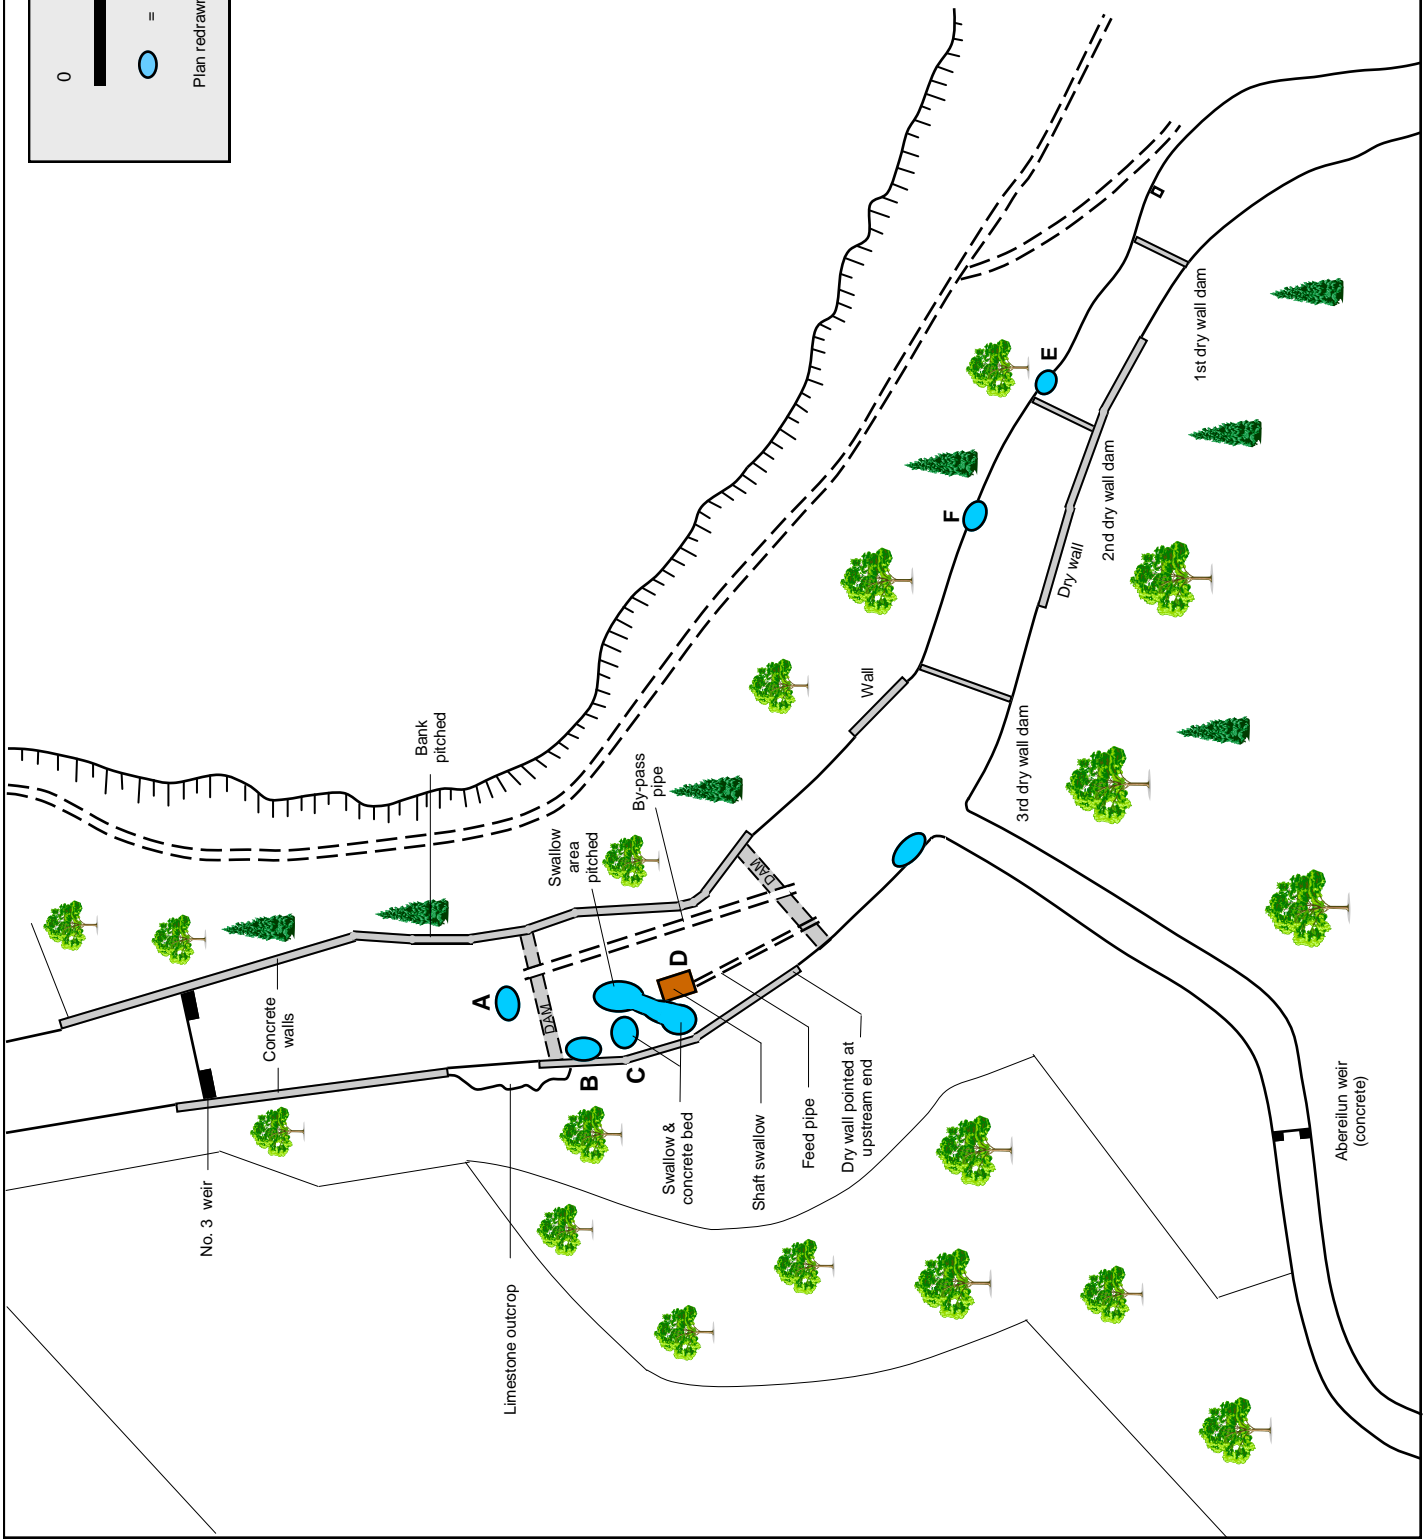 0
=
Plan redrawn
Bank
pitched
By-pass
pipe
Swallow
area
pitched
Wall
DAM
DAM
A
B
C
D
E
F
1st dry wall dam
2nd dry wall dam
Dry wall
3rd dry wall dam
Concrete
walls
No. 3 weir
Limestone outcrop
Swallow &
concrete bed
Shaft swallow
Feed pipe
Dry wall pointed at
upstream end
Abereilun weir
(concrete)